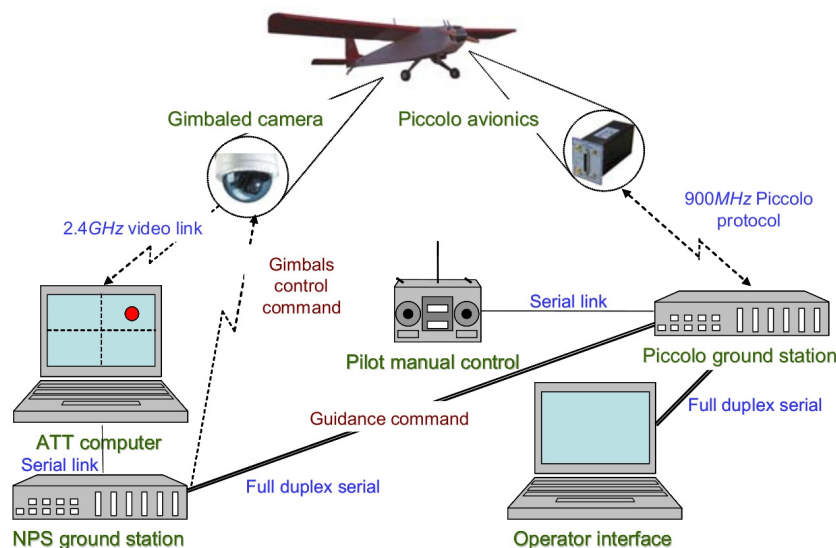 Gimbaled camera
Piccolo avionics
2.4GHz video link
900MHz Piccolo
protocol
Gimbals
control
command
Serial link
Pilot manual control
Piccolo ground station
Guidance command
Full duplex serial
ATT computer
Serial link
Full duplex serial
NPS ground station
Operator interface